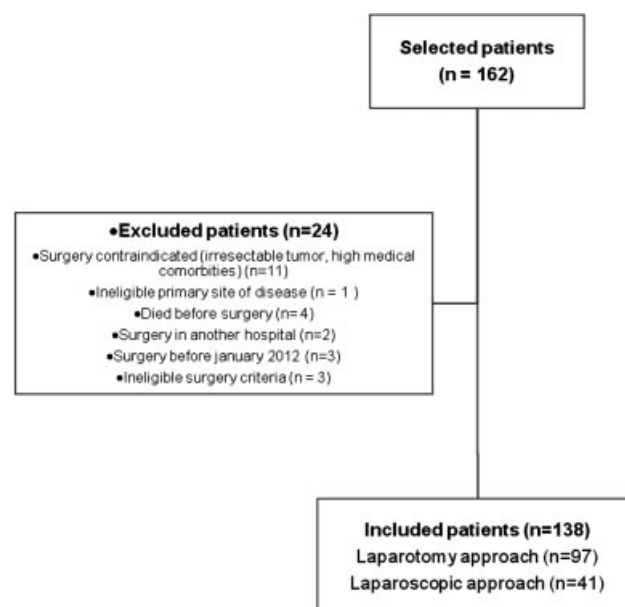 Selected patients
(n = 162)
•Excluded patients (n=24)
•Surgery contraindicated (irresectable tumor, high medical
comorbities) (n=11)
•Ineligible primary site of disease (n = 1 )
•Died before surgery (n= 4)
•Surgery in another hospital (n=2)
•Surgery before january 2012 (n=3)
•Ineligible surgery criteria (n = 3)
Included patients (n=138)
Laparotomy approach (n=97)
Laparoscopic approach (n=41)